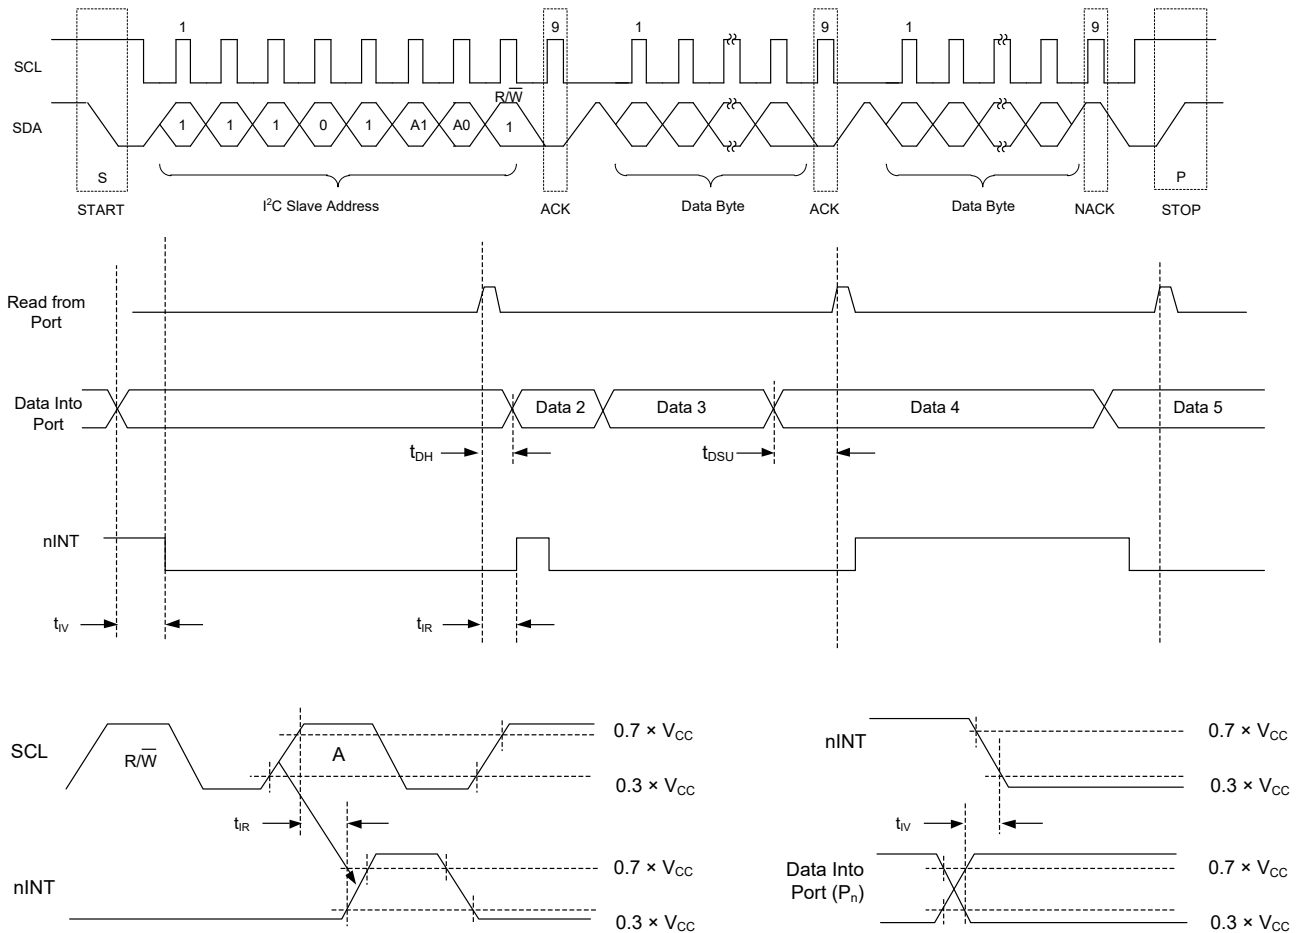 1 9 1 9 1 9
SCL
R/W̅
SDA 1 1 1 0 1 A1 A0 1
S P
START I²C Slave Address ACK Data Byte ACK Data Byte NACK STOP
Read from
Port
Data Into
Port
Data 2 Data 3 Data 4 Data 5
tDH tDSU
nINT
tIV tIR
SCL R/W̅ A 0.7 × VCC
0.3 × VCC
tIR
nINT 0.7 × VCC
0.3 × VCC
nINT 0.7 × VCC
0.3 × VCC
tIV
Data Into
Port (Pn)
0.7 × VCC
0.3 × VCC